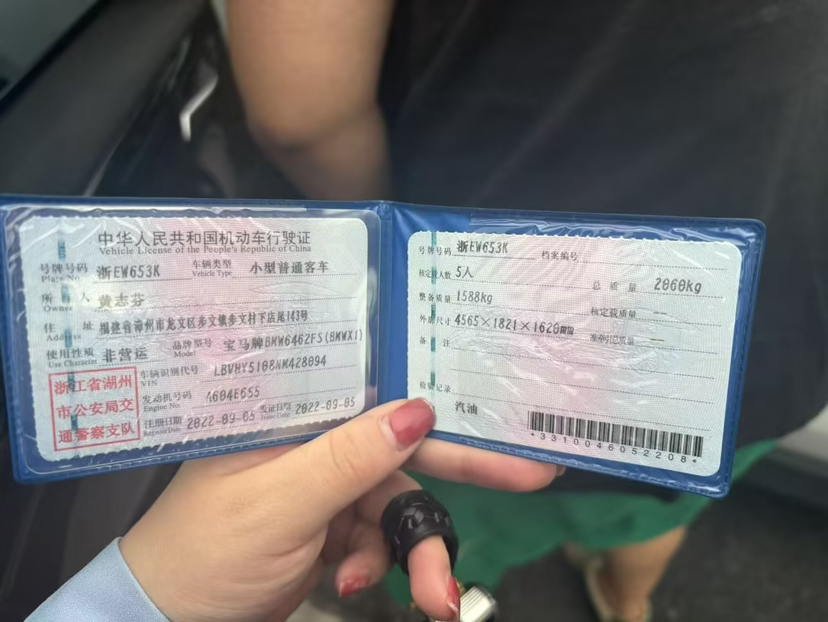 中华人民共和国机动车行驶证
Vehicle License of the People's Republic of China
号牌号码 浙EW653K 车辆类型 小型普通客车
Plate No. Vehicle Type
所有人 黄志芬
Owner
住址 福建省漳州市龙文区步文镇步文村下店尾143号
Address
使用性质 非营运 品牌型号 宝马牌BMW6462FS(BMWX1)
Use Character Model
浙江省湖州
市公安局交
通警察支队
车辆识别代号 LBVHY5108NM428094
VIN
发动机号码 A604E655
Engine No.
注册日期 2022-09-05 发证日期 2022-09-05
Register Date Issue Date
号牌号码 浙EW653K 档案编号
核定载人数 5人 总质量 2060kg
整备质量 1588kg 核定载质量 --
外廓尺寸 4565×1821×1620mm 准牵引总质量 --
备注
检验记录
汽油
*3310046052208*